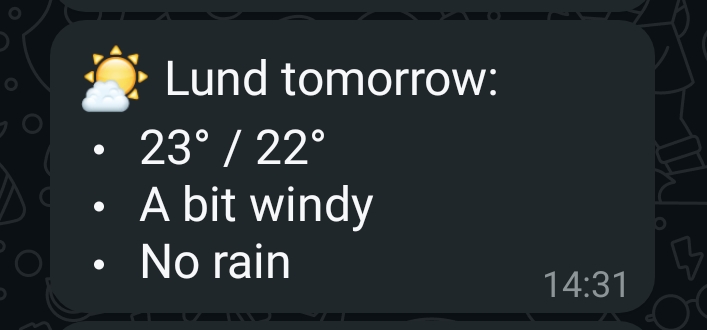 🌤️ Lund tomorrow:
• 23° / 22°
• A bit windy
• No rain
14:31